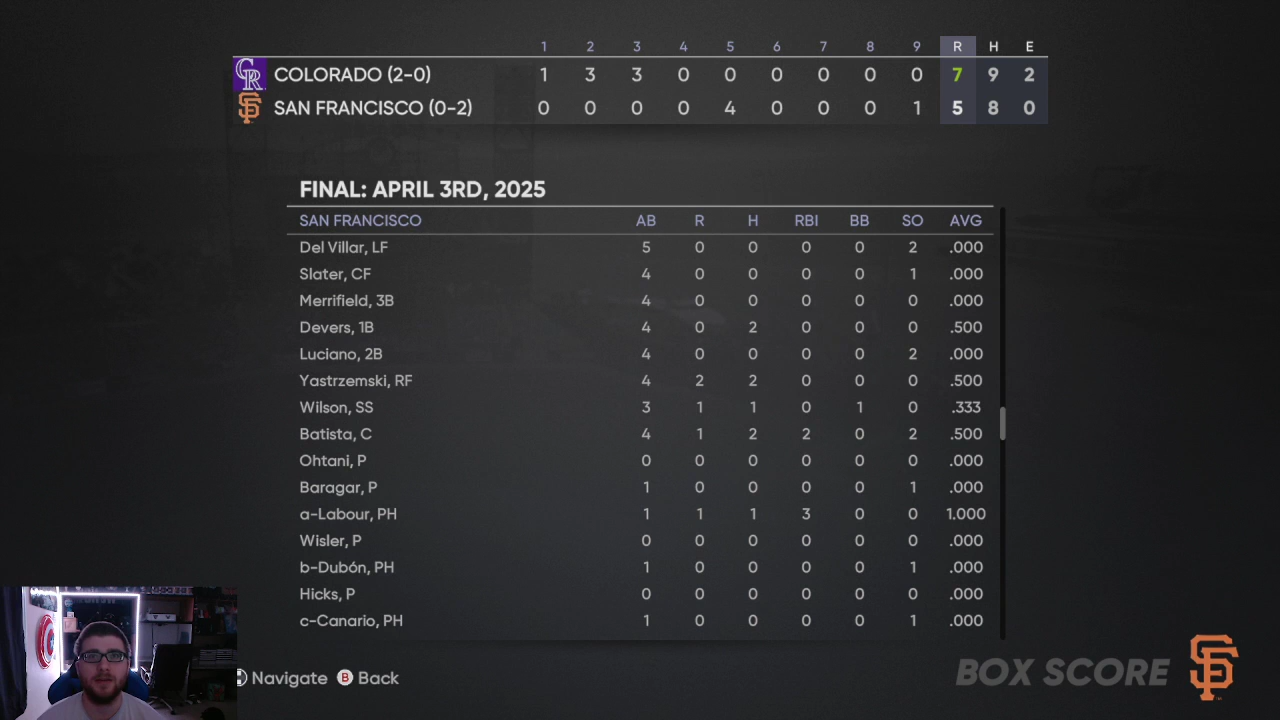 1 2 3 4 5 6 7 8 9 R H E
CR COLORADO (2-0) 1 3 3 0 0 0 0 0 0 7 9 2
SF SAN FRANCISCO (0-2) 0 0 0 0 4 0 0 0 1 5 8 0
FINAL: APRIL 3RD, 2025
SAN FRANCISCO AB R H RBI BB SO AVG
Del Villar, LF 5 0 0 0 0 2 .000
Slater, CF 4 0 0 0 0 1 .000
Merrifield, 3B 4 0 0 0 0 0 .000
Devers, 1B 4 0 2 0 0 0 .500
Luciano, 2B 4 0 0 0 0 2 .000
Yastrzemski, RF 4 2 2 0 0 0 .500
Wilson, SS 3 1 1 0 1 0 .333
Batista, C 4 1 2 2 0 2 .500
Ohtani, P 0 0 0 0 0 0 .000
Baragar, P 1 0 0 0 0 1 .000
a-Labour, PH 1 1 1 3 0 0 1.000
Wisler, P 0 0 0 0 0 0 .000
b-Dubón, PH 1 0 0 0 0 1 .000
Hicks, P 0 0 0 0 0 0 .000
c-Canario, PH 1 0 0 0 0 1 .000
Navigate B Back
BOX SCORE SF